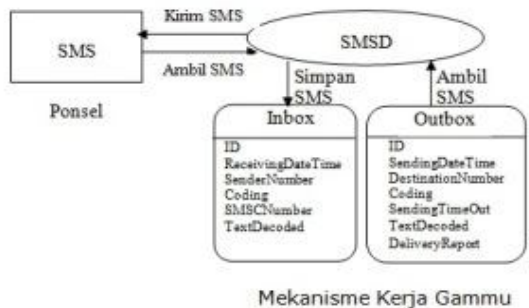 Kirim SMS
SMS
SMSD
Ambil SMS
Ponsel
Simpan
SMS
Ambil
SMS
Inbox
ID
ReceivingDateTime
SenderNumber
Coding
SMSCNumber
TextDecoded
Outbox
ID
SendingDateTime
DestinationNumber
Coding
SendingTimeOut
TextDecoded
DeliveryReport
Mekanisme Kerja Gammu